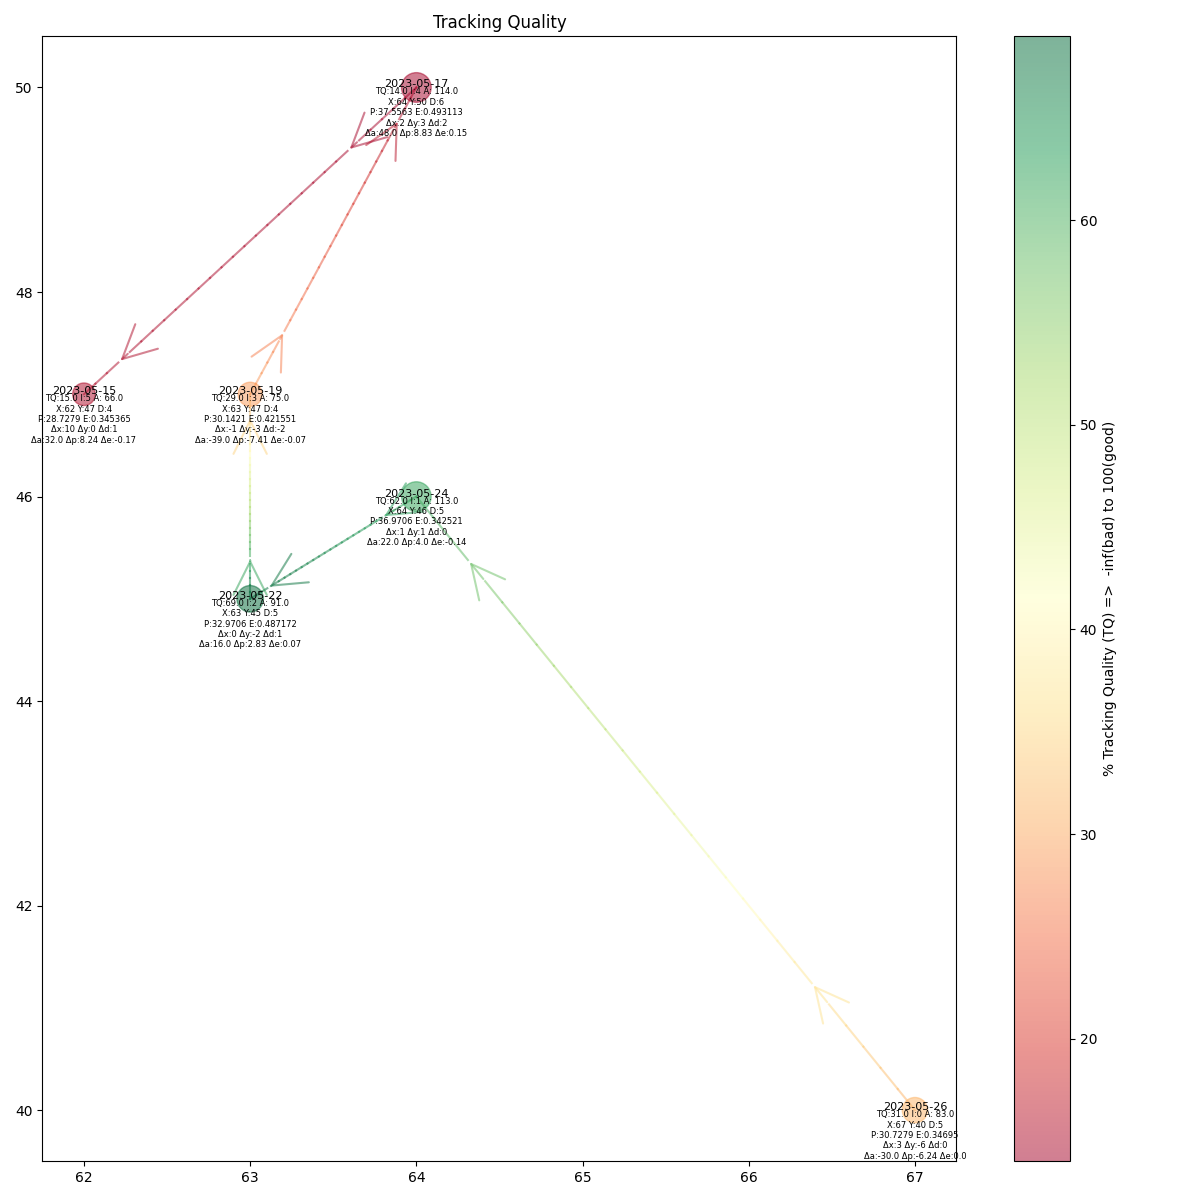 Tracking Quality
50
48
46
44
42
40
62
63
64
65
66
67
2023-05-17
TQ:14.0 I:4 A: 114.0
X:64 Y:50 D:6
P:37.5563 E:0.493113
Δx:2 Δy:3 Δd:2
Δa:48.0 Δp:8.83 Δe:0.15
2023-05-15
TQ:15.0 I:5 A: 66.0
X:62 Y:47 D:4
P:28.7279 E:0.345365
Δx:10 Δy:0 Δd:1
Δa:32.0 Δp:8.24 Δe:-0.17
2023-05-19
TQ:29.0 I:3 A: 75.0
X:63 Y:47 D:4
P:30.1421 E:0.421551
Δx:-1 Δy:-3 Δd:-2
Δa:-39.0 Δp:-7.41 Δe:-0.07
2023-05-24
TQ:62.0 I:1 A: 113.0
X:64 Y:46 D:5
P:36.9706 E:0.342521
Δx:1 Δy:1 Δd:0
Δa:22.0 Δp:4.0 Δe:-0.14
2023-05-22
TQ:69.0 I:2 A: 91.0
X:63 Y:45 D:5
P:32.9706 E:0.487172
Δx:0 Δy:-2 Δd:1
Δa:16.0 Δp:2.83 Δe:0.07
2023-05-26
TQ:31.0 I:0 A: 83.0
X:67 Y:40 D:5
P:30.7279 E:0.34695
Δx:3 Δy:-6 Δd:0
Δa:-30.0 Δp:-6.24 Δe:0.0
60
50
40
30
20
% Tracking Quality (TQ) => -inf(bad) to 100(good)